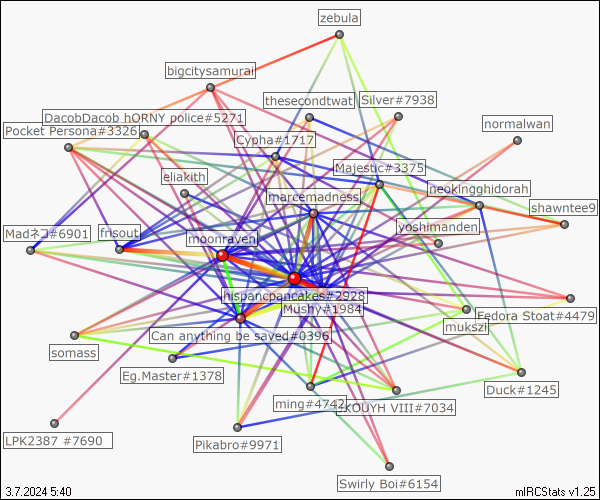 zebula
bigcitysamurai
thesecondtwat
Silver#7938
DacobDacob hORNY police#5271
normalwan
Pocket Persona#3326
Cypha#1717
Majestic#3375
eliakith
neokingghidorah
marcemadness
shawntee9
Madネコ#6901
frisout
moonraven
yoshimanden
hispancpancakes#2928
Mushy#1984
Fedora Stoat#4479
mukszi
Can anything be saved#0396
somass
Eg.Master#1378
Duck#1245
ming#4742
KOUYH VIII#7034
LPK2387 #7690
Pikabro#9971
Swirly Boi#6154
3.7.2024 5:40
mIRCStats v1.25